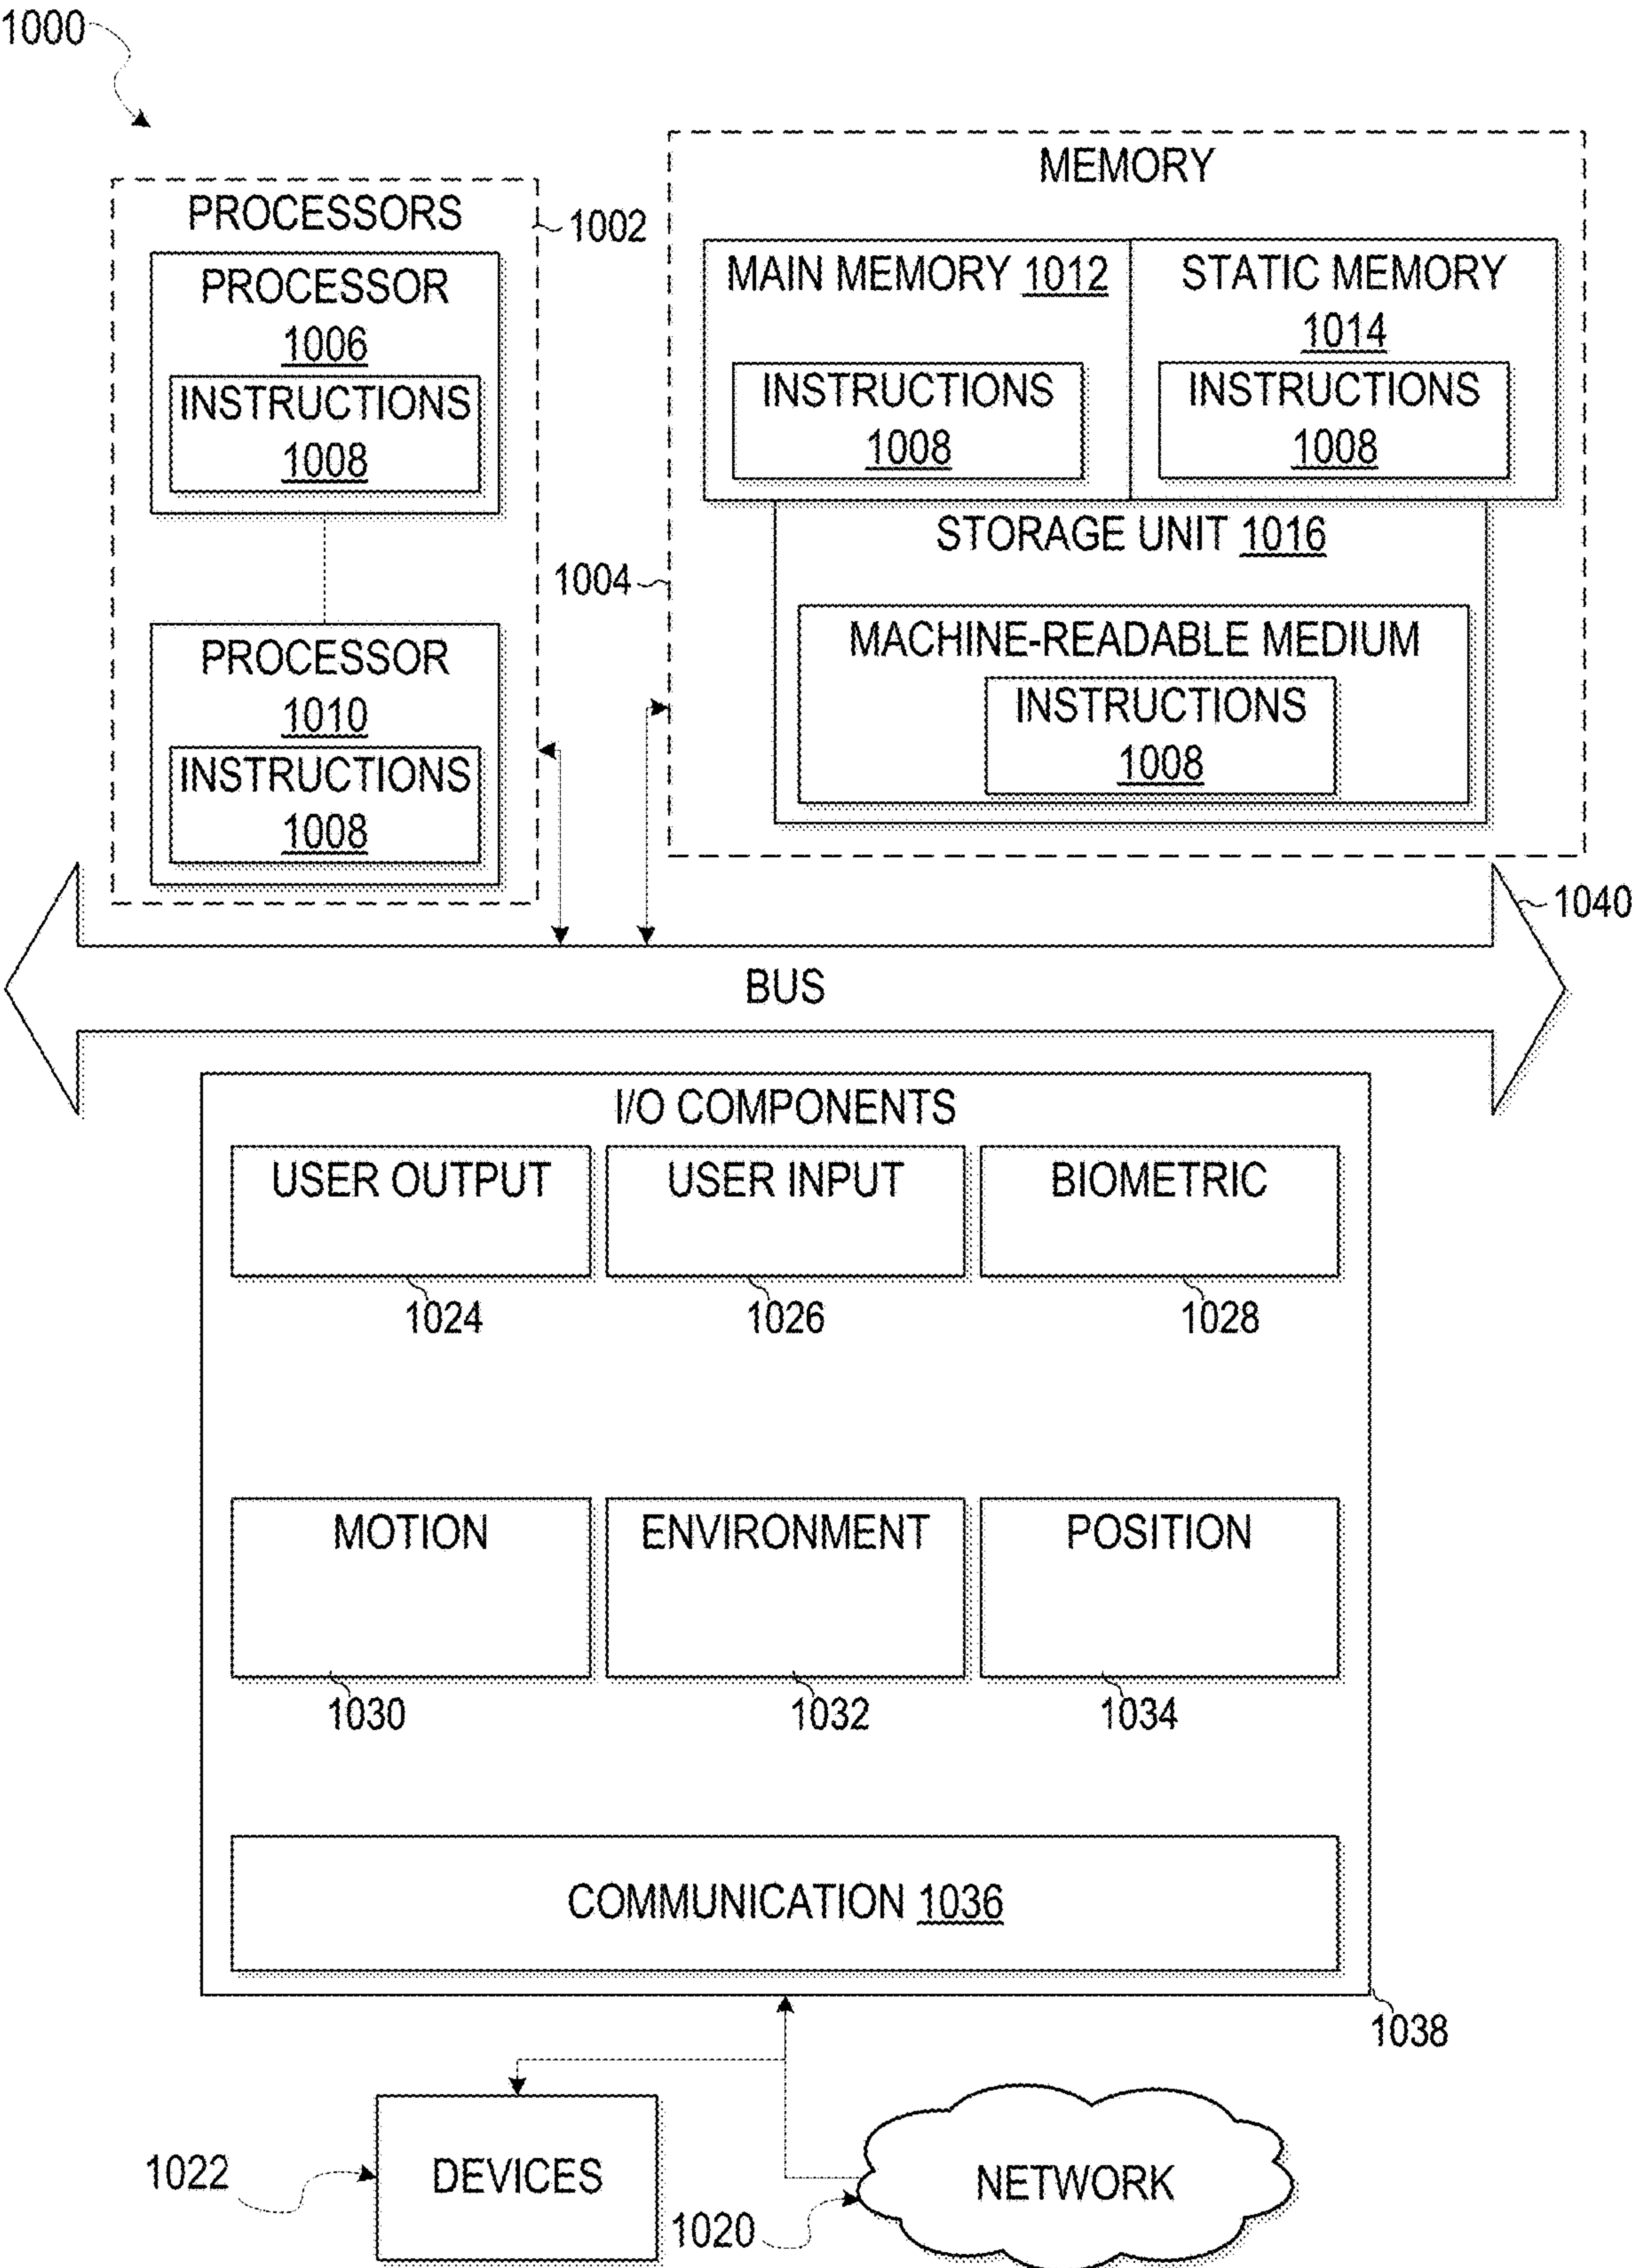 1000
PROCESSORS
1002
PROCESSOR
1006
INSTRUCTIONS
1008
PROCESSOR
1010
INSTRUCTIONS
1008
MEMORY
MAIN MEMORY 1012
INSTRUCTIONS
1008
STATIC MEMORY
1014
INSTRUCTIONS
1008
STORAGE UNIT 1016
1004
MACHINE-READABLE MEDIUM
INSTRUCTIONS
1008
1040
BUS
I/O COMPONENTS
USER OUTPUT
1024
USER INPUT
1026
BIOMETRIC
1028
MOTION
1030
ENVIRONMENT
1032
POSITION
1034
COMMUNICATION 1036
1038
1022
DEVICES
1020
NETWORK